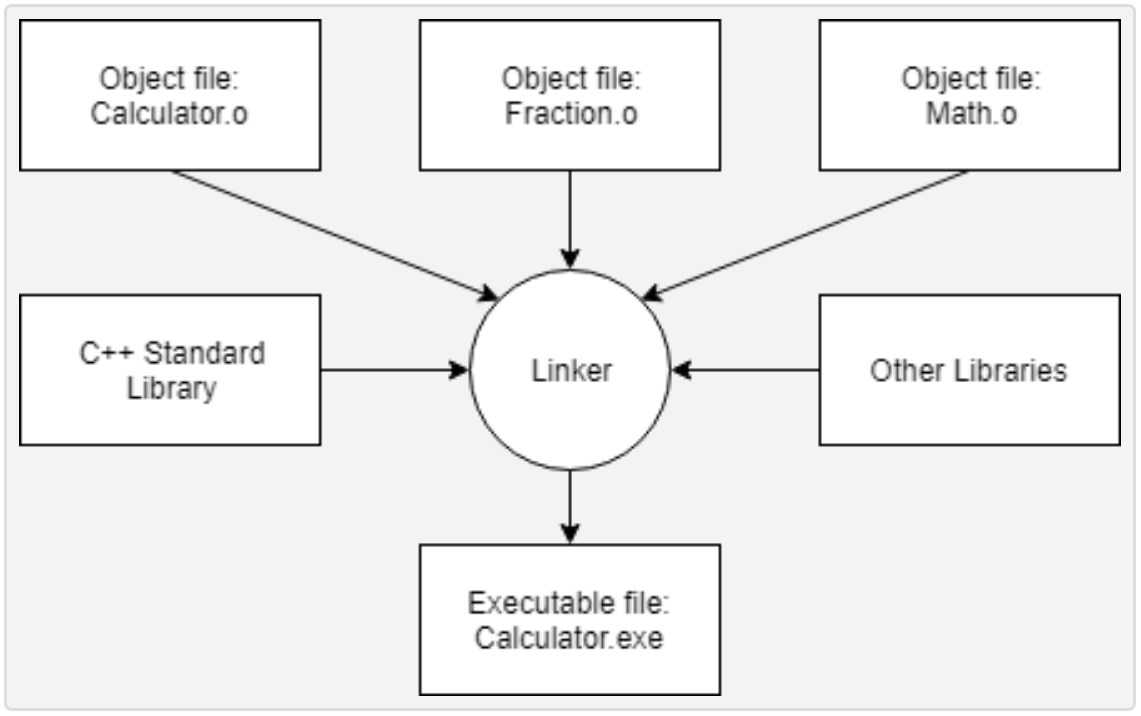 Object file:
Calculator.o
Object file:
Fraction.o
Object file:
Math.o
C++ Standard
Library
Linker
Other Libraries
Executable file:
Calculator.exe